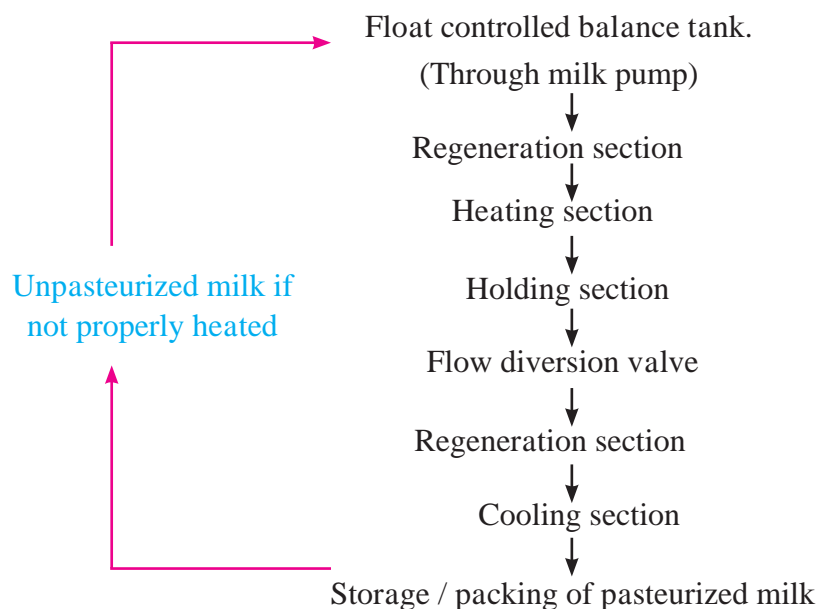 Float controlled balance tank.
(Through milk pump)
Regeneration section
Heating section
Unpasteurized milk if
not properly heated
Holding section
Flow diversion valve
Regeneration section
Cooling section
Storage / packing of pasteurized milk